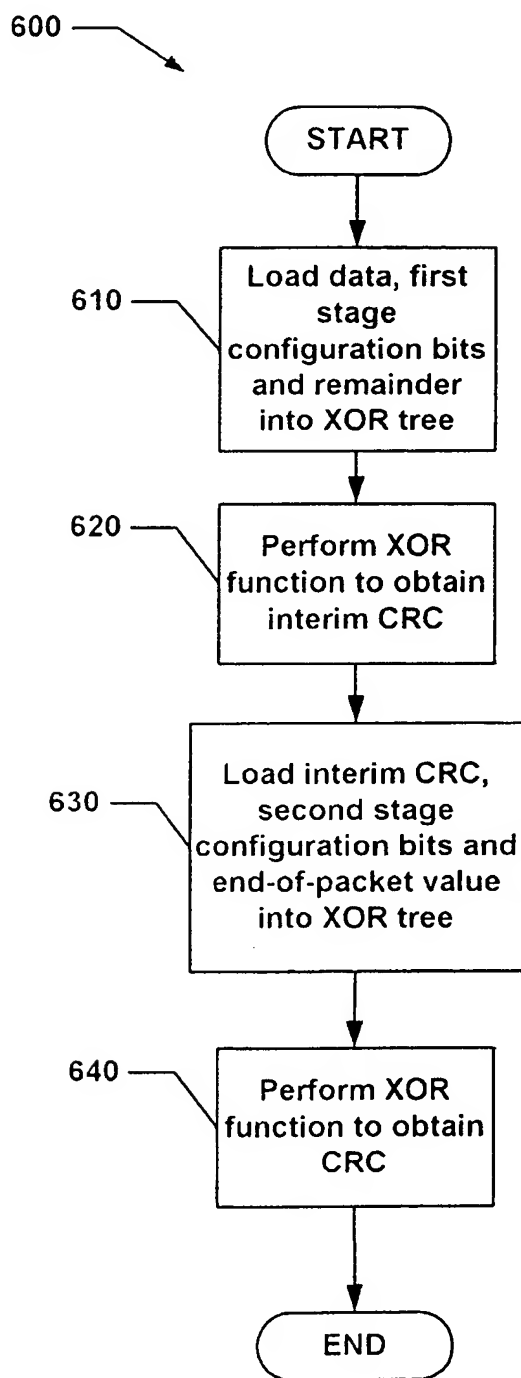 600
START
610
Load data, first
stage
configuration bits
and remainder
into XOR tree
620
Perform XOR
function to obtain
interim CRC
630
Load interim CRC,
second stage
configuration bits and
end-of-packet value
into XOR tree
640
Perform XOR
function to obtain
CRC
END